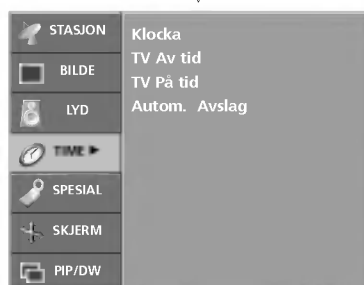 STASJON
BILDE
LYD
TIME
SPESIAL
SKJERM
PIP/DW
Klocka
TV Av tid
TV På tid
Autom. Avslag